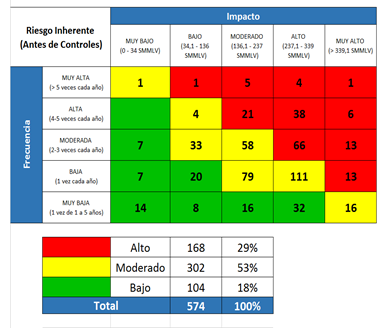 Riesgo Inherente
(Antes de Controles)
Impacto
MUY BAJO
(0 - 34 SMMLV)
BAJO
(34,1 - 136
SMMLV)
MODERADO
(136,1 - 237
SMMLV)
ALTO
(237,1 - 339
SMMLV)
MUY ALTO
(> 339,1 SMMLV)
Frecuencia
MUY ALTA
(> 5 veces cada año)
1 1 5 4 1
ALTA
(4-5 veces cada año)
4 21 38 6
MODERADA
(2-3 veces cada año)
7 33 58 66 13
BAJA
(1 vez cada año)
7 20 79 111 13
MUY BAJA
(1 vez de 1 a 5 años)
14 8 16 32 16
Alto 168 29%
Moderado 302 53%
Bajo 104 18%
Total 574 100%